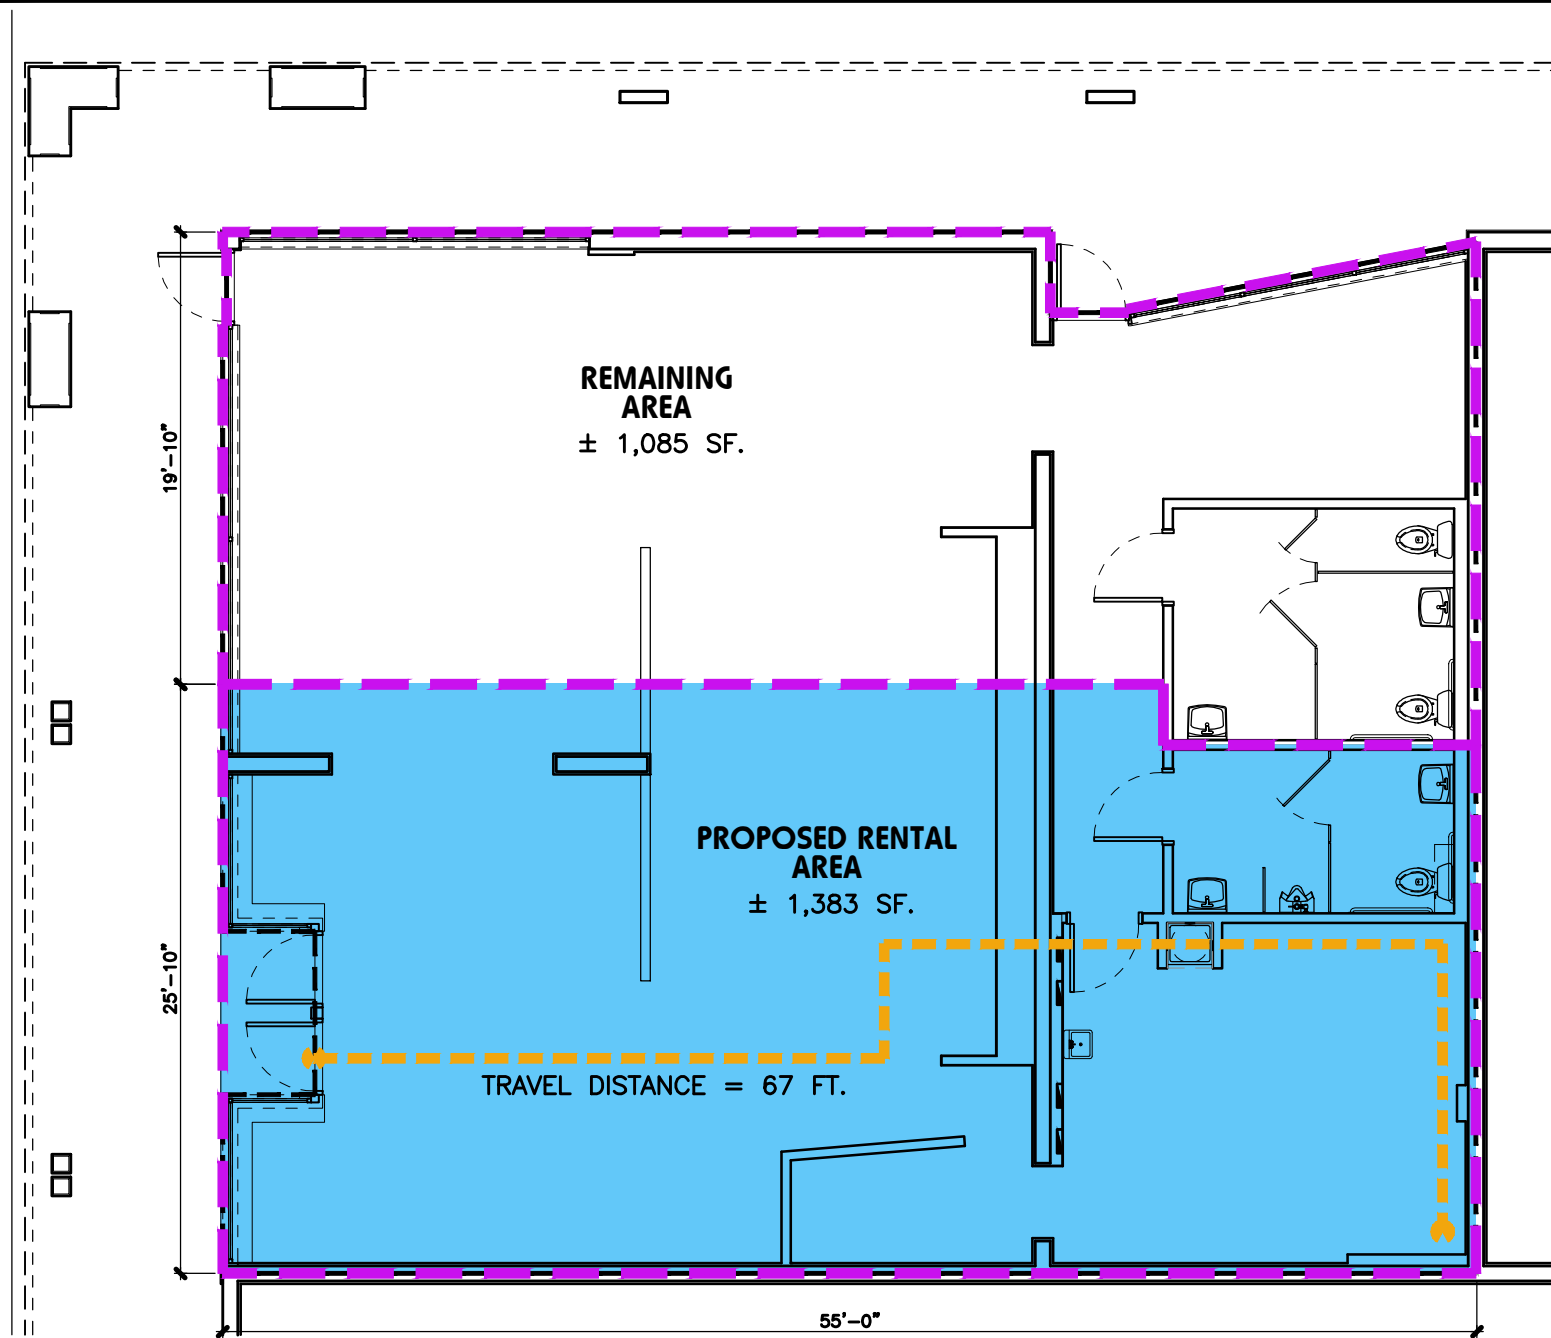 REMAINING
AREA
± 1,085 SF.
19'-10"
PROPOSED RENTAL
AREA
± 1,383 SF.
25'-10"
TRAVEL DISTANCE = 67 FT.
55'-0"